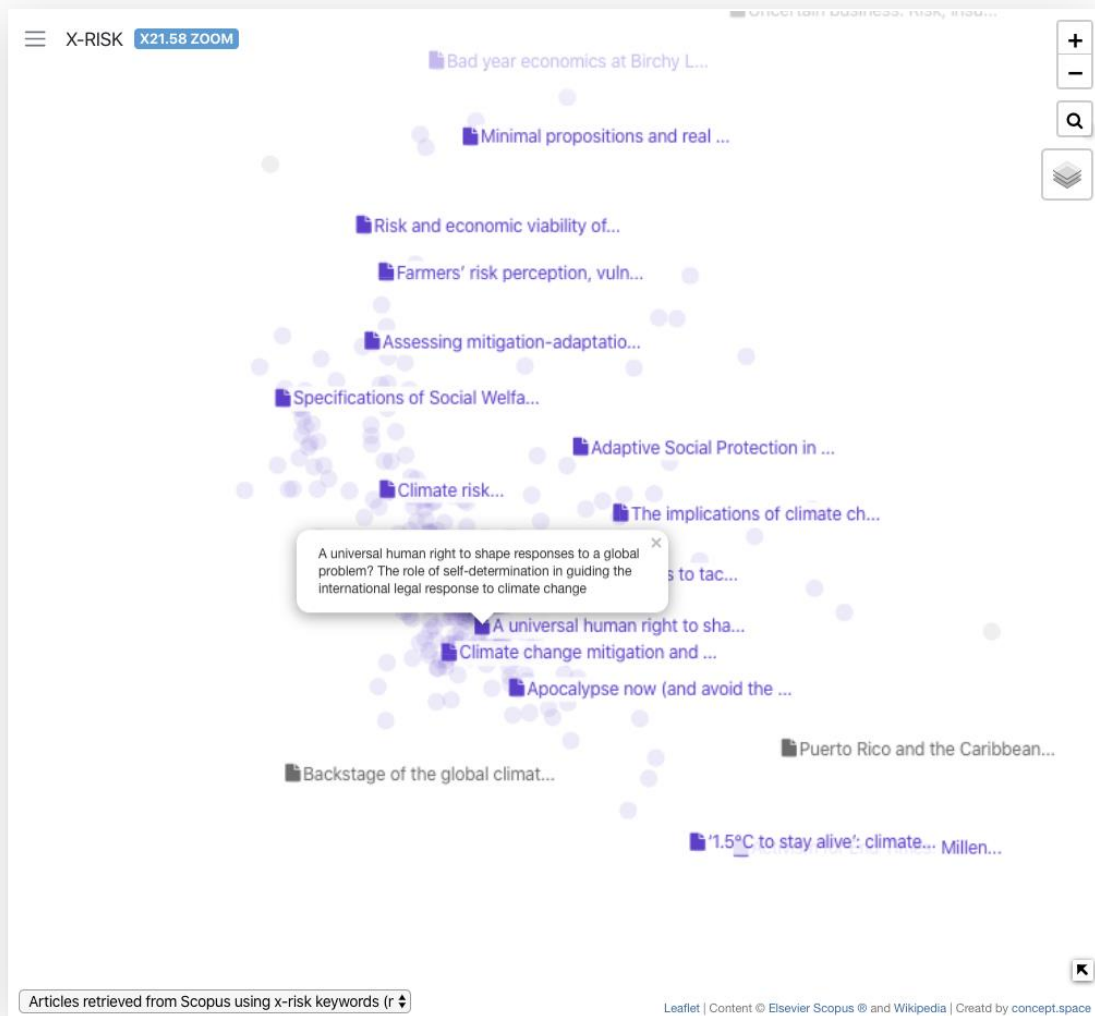 Uncertain business: Risk, insu...
X-RISK X21.58 ZOOM
+
Bad year economics at Birchy L...
−
Minimal propositions and real ...
Risk and economic viability of...
Farmers' risk perception, vuln...
Assessing mitigation-adaptatio...
Specifications of Social Welfa...
Adaptive Social Protection in ...
Climate risk...
The implications of climate ch...
A universal human right to shape responses to a global
problem? The role of self-determination in guiding the
international legal response to climate change
×
s to tac...
A universal human right to sha...
Climate change mitigation and ...
Apocalypse now (and avoid the ...
Puerto Rico and the Caribbean...
Backstage of the global climat...
'1.5°C to stay alive': climate... Millen...
Articles retrieved from Scopus using x-risk keywords (r
Leaflet | Content © Elsevier Scopus ® and Wikipedia | Creatd by concept.space